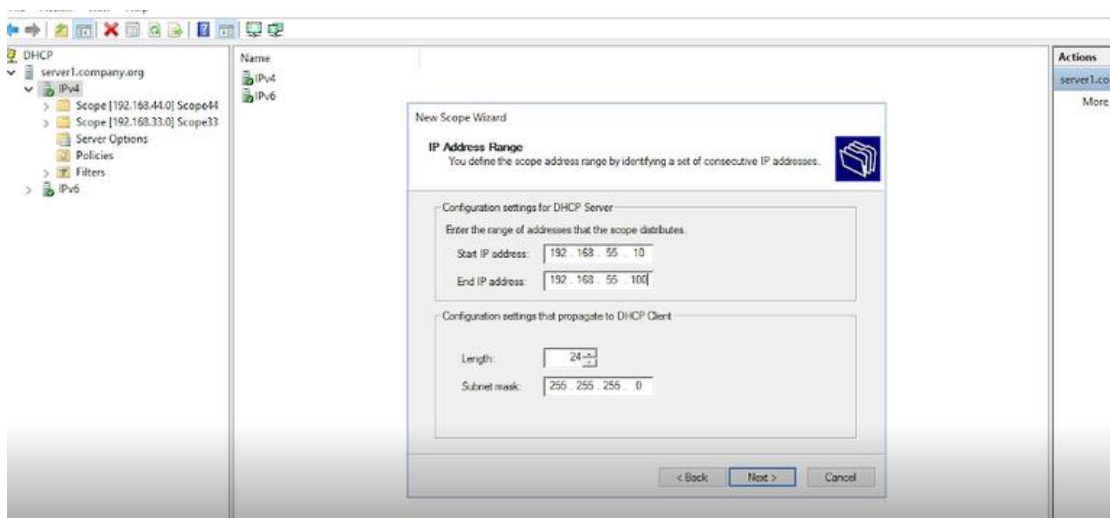 DHCP
server1.company.org
IPv4
Scope [192.168.44.0] Scope44
Scope [192.168.33.0] Scope33
Server Options
Policies
Filters
IPv6
Name
IPv4
IPv6
New Scope Wizard
IP Address Range
You define the scope address range by identifying a set of consecutive IP addresses.
Configuration settings for DHCP Server
Enter the range of addresses that the scope distributes.
Start IP address: 192 . 168 . 55 . 10
End IP address: 192 . 168 . 55 . 100
Configuration settings that propagate to DHCP Client
Length: 24
Subnet mask: 255 . 255 . 255 . 0
< Back Next > Cancel
Actions
server1.co
More